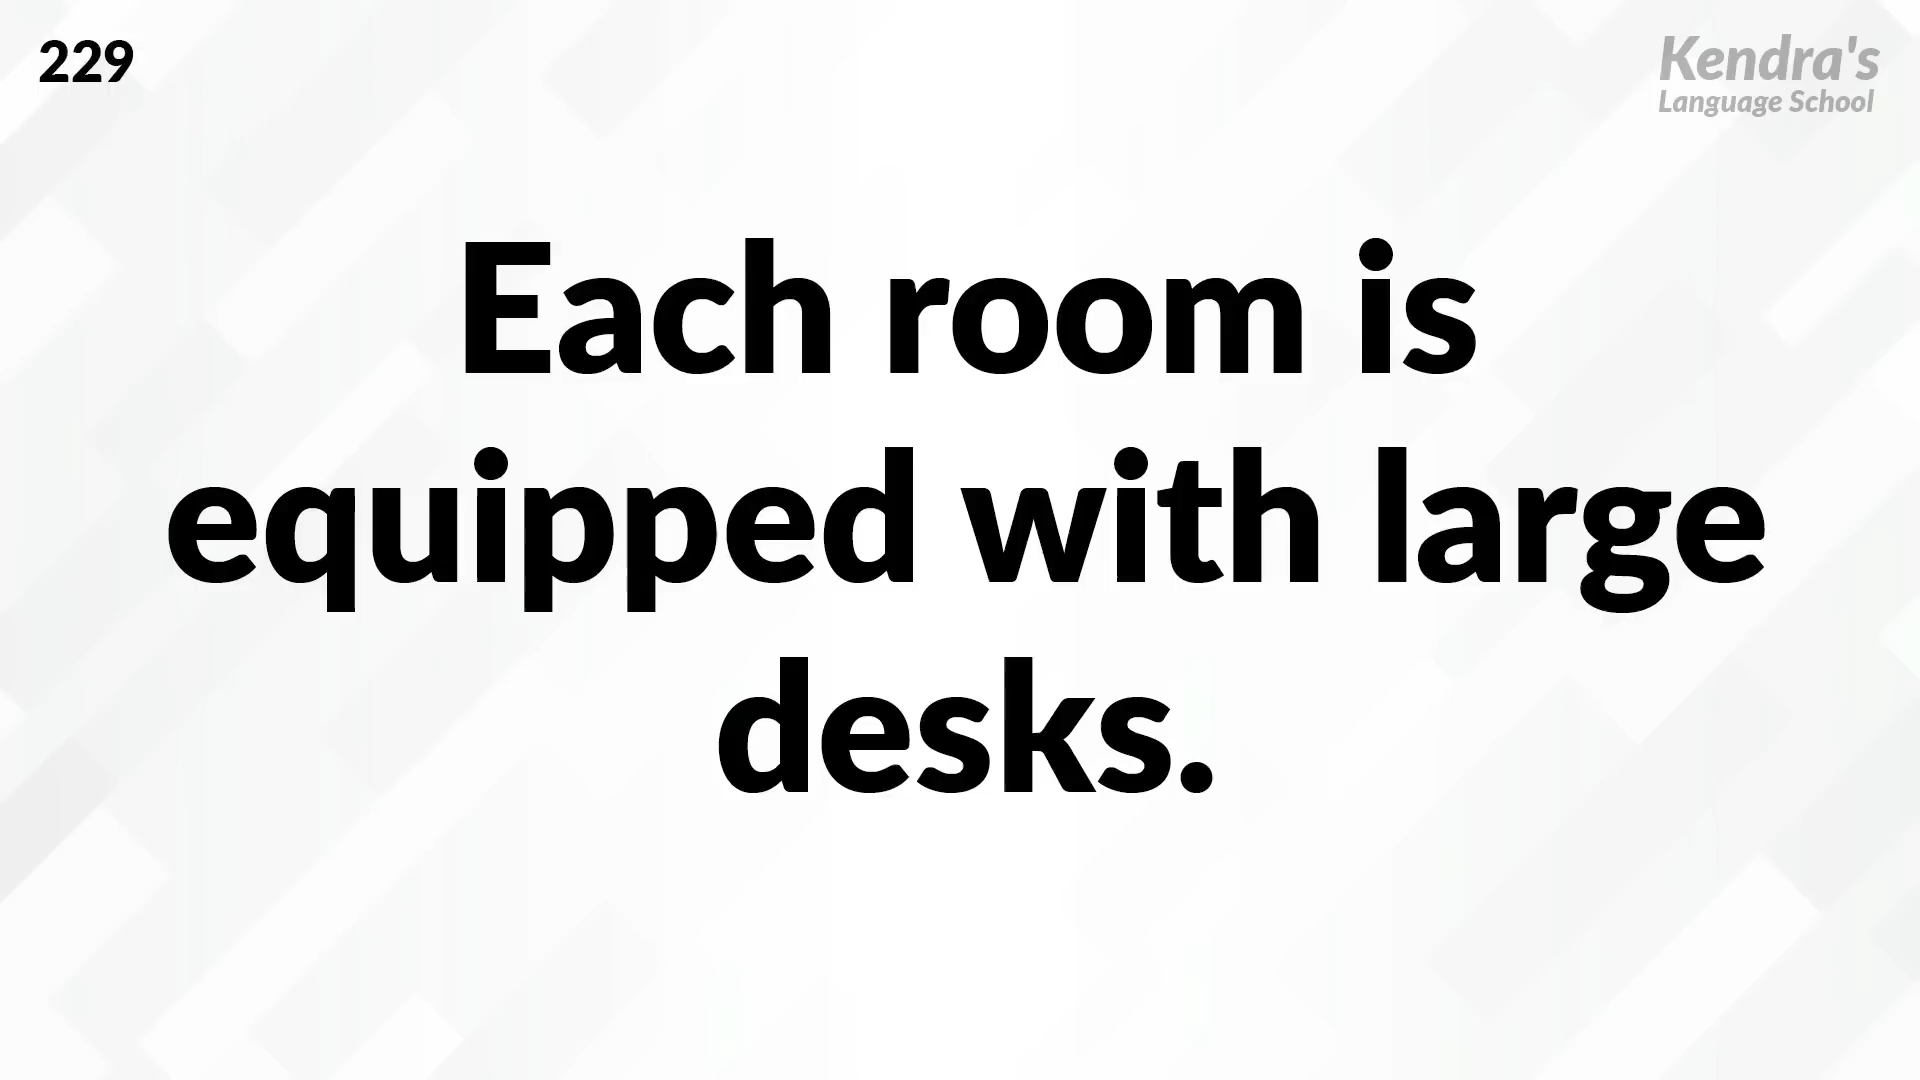 229
Kendra's
Language School
Each room is
equipped with large
desks.